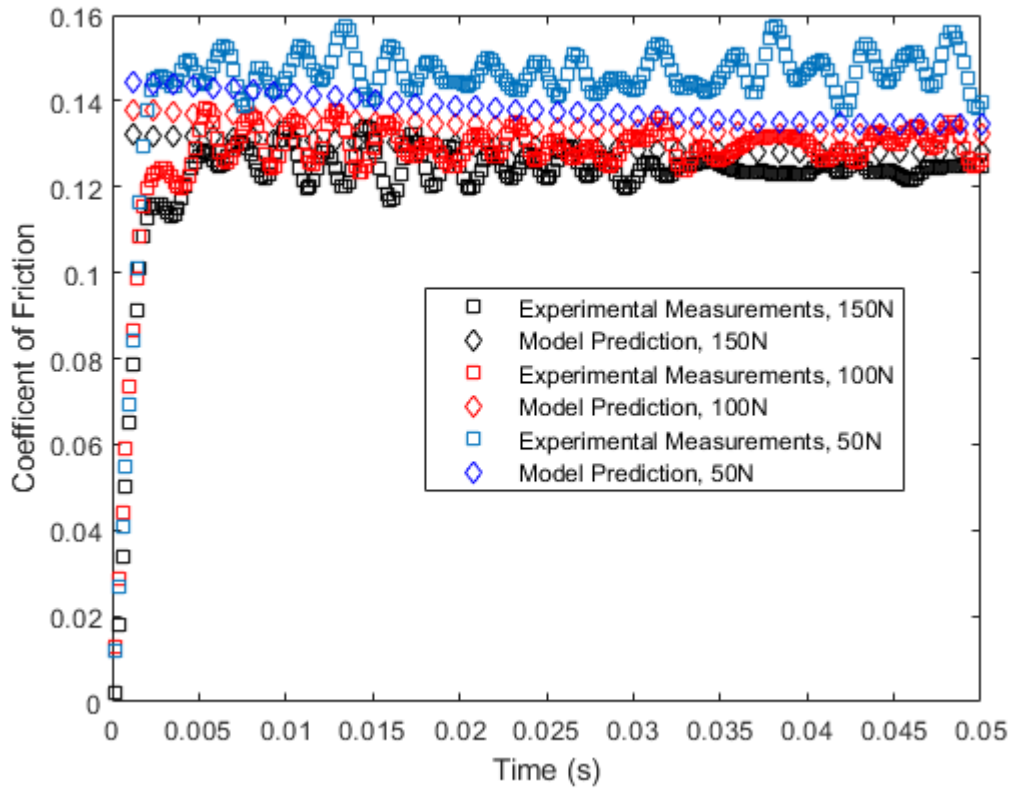 0.16
0.14
0.12
0.1
0.08
0.06
0.04
0.02
0
Coefficent of Friction
Experimental Measurements, 150N
Model Prediction, 150N
Experimental Measurements, 100N
Model Prediction, 100N
Experimental Measurements, 50N
Model Prediction, 50N
0 0.005 0.01 0.015 0.02 0.025 0.03 0.035 0.04 0.045 0.05
Time (s)